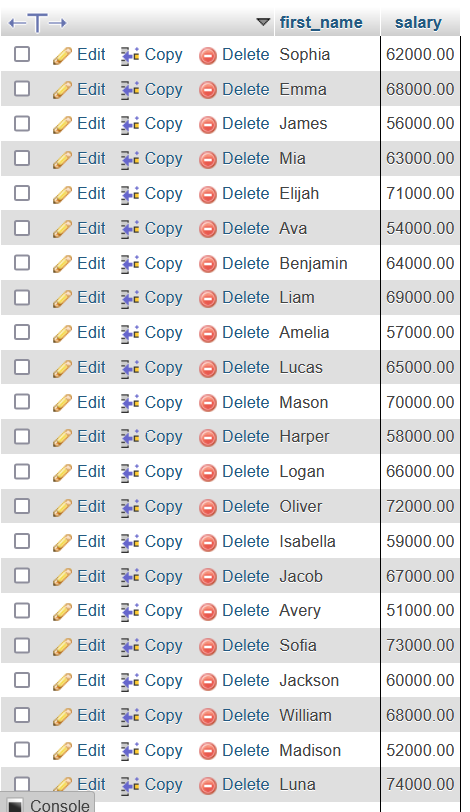 first_name salary
Edit Copy Delete Sophia 62000.00
Edit Copy Delete Emma 68000.00
Edit Copy Delete James 56000.00
Edit Copy Delete Mia 63000.00
Edit Copy Delete Elijah 71000.00
Edit Copy Delete Ava 54000.00
Edit Copy Delete Benjamin 64000.00
Edit Copy Delete Liam 69000.00
Edit Copy Delete Amelia 57000.00
Edit Copy Delete Lucas 65000.00
Edit Copy Delete Mason 70000.00
Edit Copy Delete Harper 58000.00
Edit Copy Delete Logan 66000.00
Edit Copy Delete Oliver 72000.00
Edit Copy Delete Isabella 59000.00
Edit Copy Delete Jacob 67000.00
Edit Copy Delete Avery 51000.00
Edit Copy Delete Sofia 73000.00
Edit Copy Delete Jackson 60000.00
Edit Copy Delete William 68000.00
Edit Copy Delete Madison 52000.00
Edit Copy Delete Luna 74000.00
Console